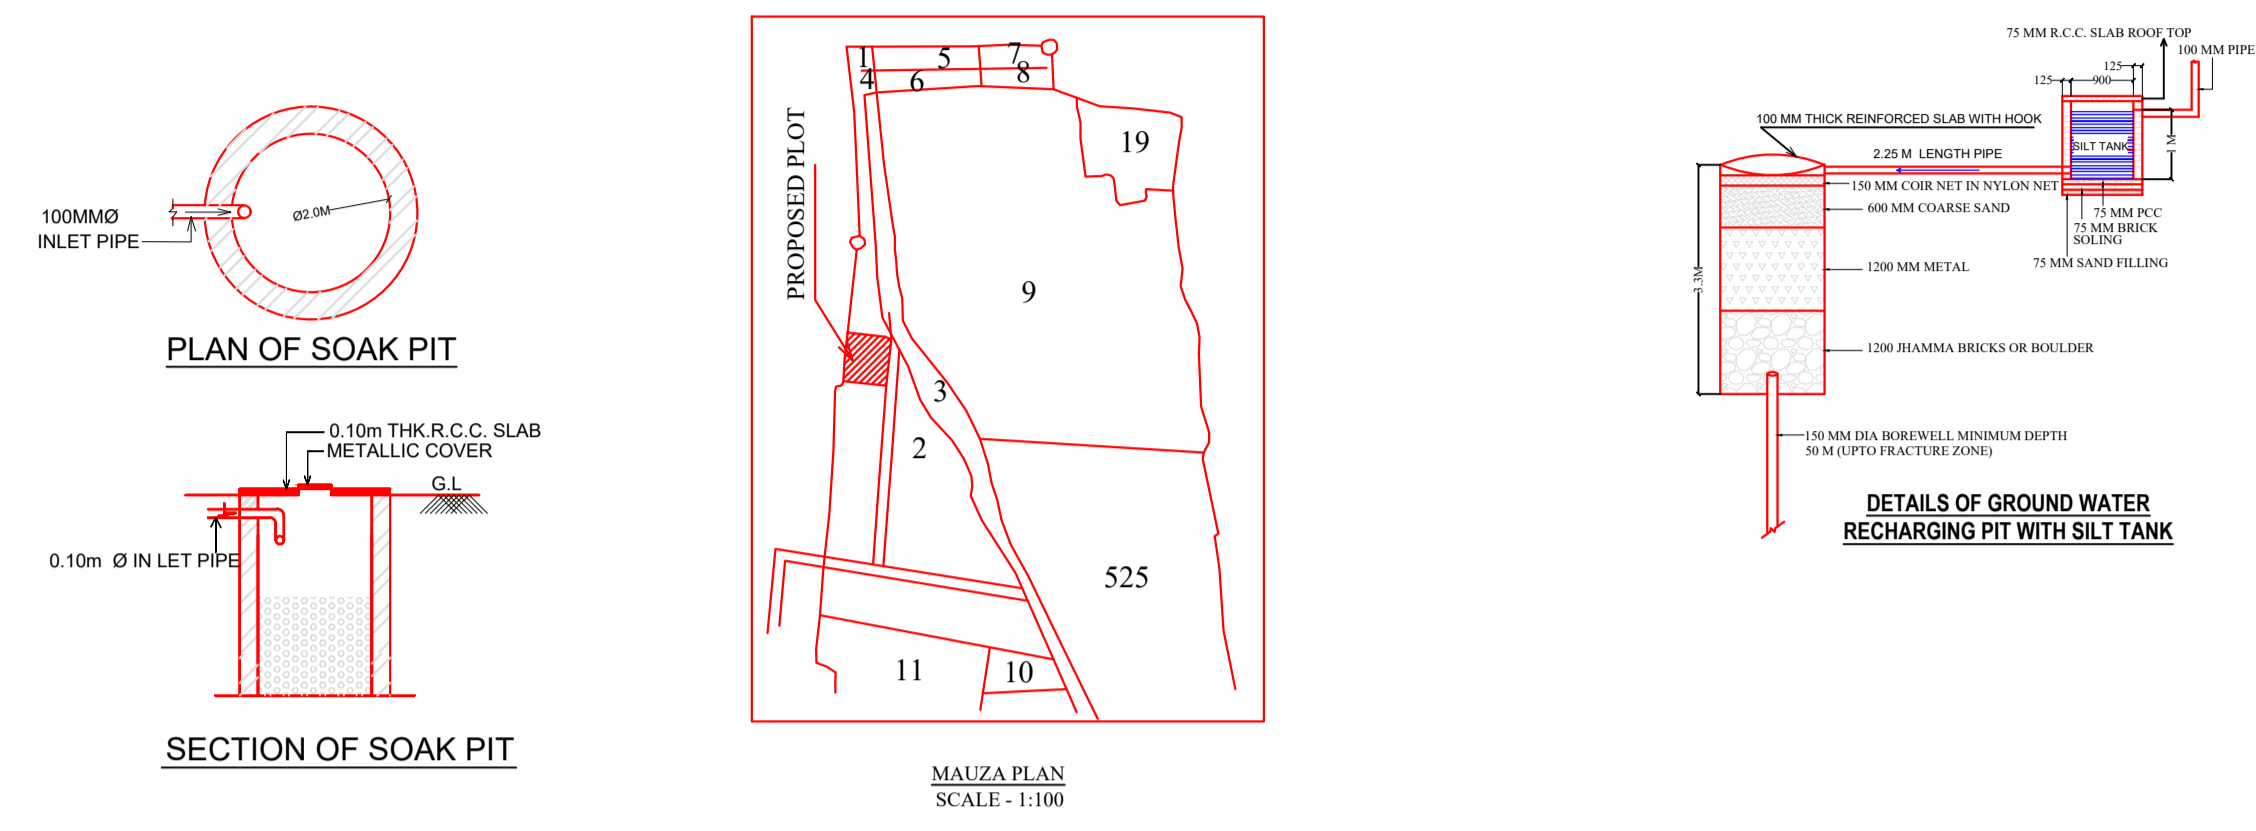 100MMØ
INLET PIPE
Ø2.0M
PLAN OF SOAK PIT
0.10m THK.R.C.C. SLAB
METALLIC COVER
G.L
0.10m Ø IN LET PIPE
SECTION OF SOAK PIT
PROPOSED PLOT
1
5
7
4
6
8
19
9
3
2
525
11
10
MAUZA PLAN
SCALE - 1:100
75 MM R.C.C. SLAB ROOF TOP
100 MM PIPE
125
125
900
100 MM THICK REINFORCED SLAB WITH HOOK
SILT TANK
1 M
2.25 M LENGTH PIPE
150 MM COIR NET IN NYLON NET
600 MM COARSE SAND
75 MM PCC
75 MM BRICK
SOLING
75 MM SAND FILLING
1200 MM METAL
3.3M
1200 JHAMMA BRICKS OR BOULDER
150 MM DIA BOREWELL MINIMUM DEPTH
50 M (UPTO FRACTURE ZONE)
DETAILS OF GROUND WATER
RECHARGING PIT WITH SILT TANK